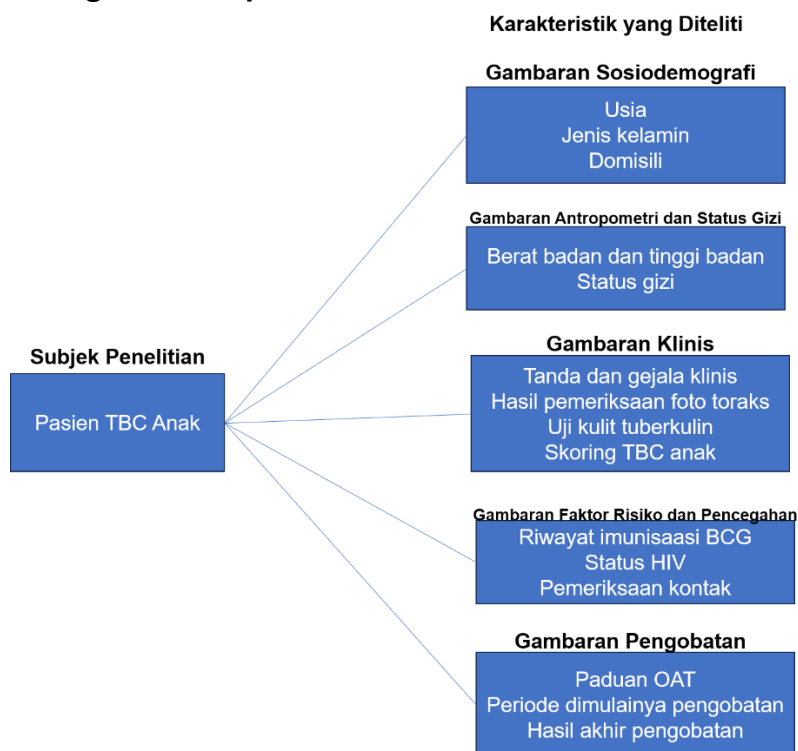 Karakteristik yang Diteliti
Gambaran Sosiodemografi
Usia
Jenis kelamin
Domisili
Gambaran Antropometri dan Status Gizi
Berat badan dan tinggi badan
Status gizi
Subjek Penelitian
Pasien TBC Anak
Gambaran Klinis
Tanda dan gejala klinis
Hasil pemeriksaan foto toraks
Uji kulit tuberkulin
Skoring TBC anak
Gambaran Faktor Risiko dan Pencegahan
Riwayat imunisaasi BCG
Status HIV
Pemeriksaan kontak
Gambaran Pengobatan
Paduan OAT
Periode dimulainya pengobatan
Hasil akhir pengobatan